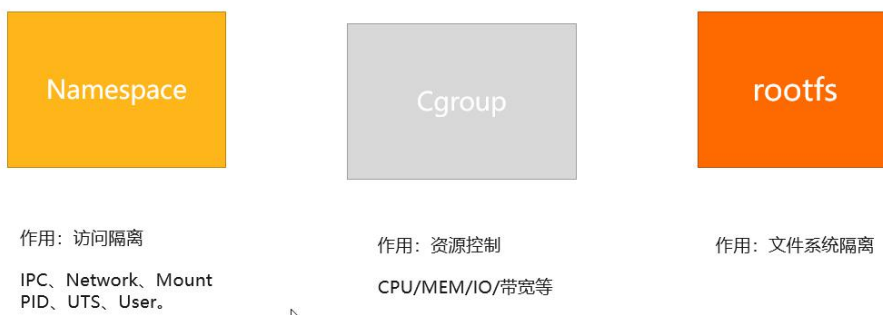 Namespace
Cgroup
rootfs
作用：访问隔离
IPC、Network、Mount
PID、UTS、User。
作用：资源控制
CPU/MEM/IO/带宽等
作用：文件系统隔离